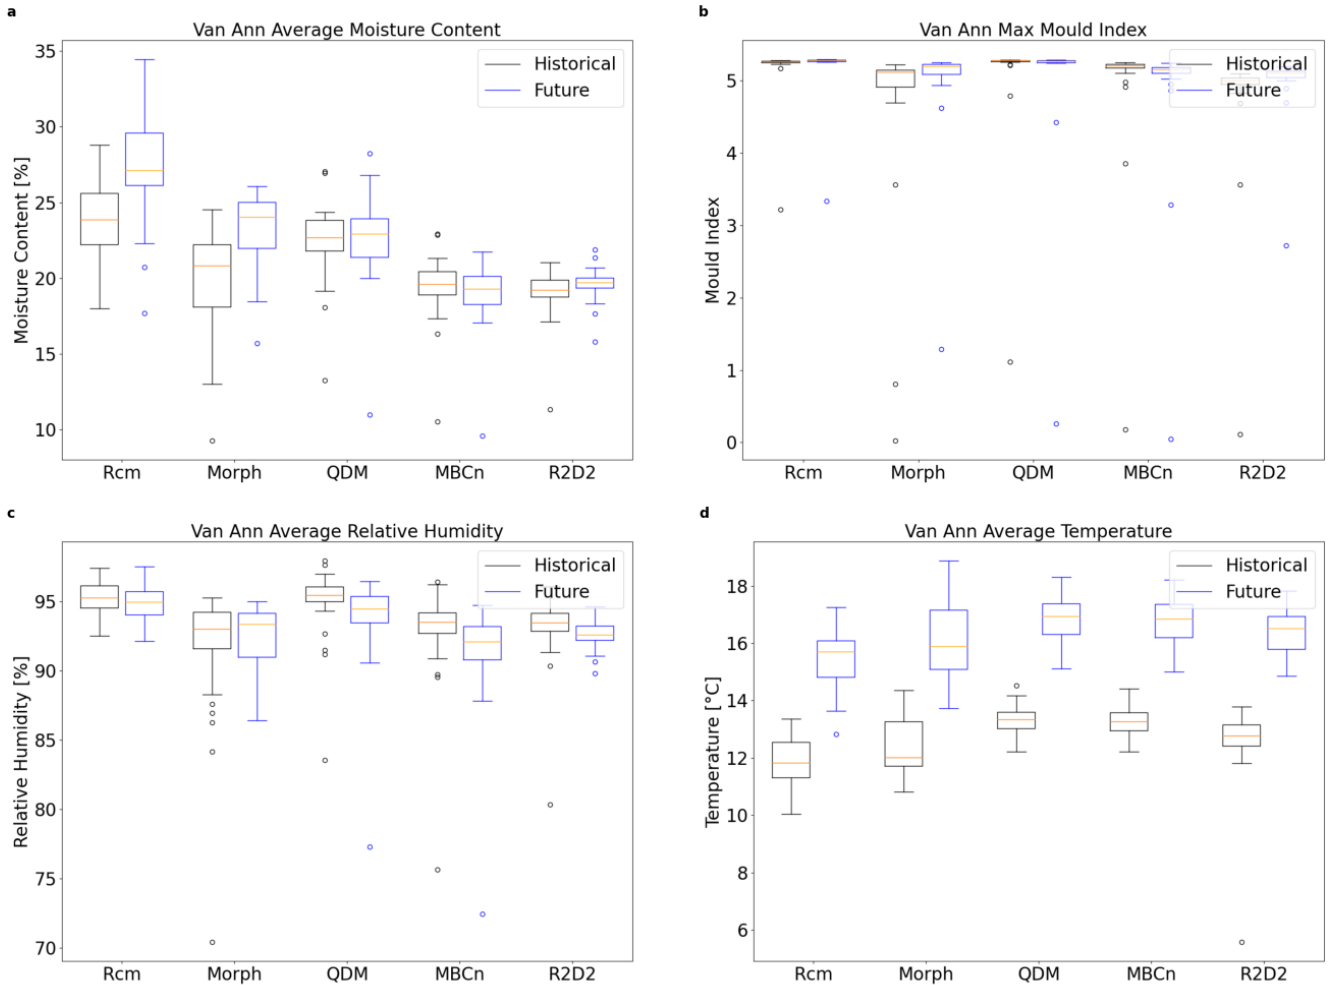 a
Van Ann Average Moisture Content
Moisture Content [%]
35
30
25
20
15
10
Historical
Future
Rcm Morph QDM MBCn R2D2
b
Van Ann Max Mould Index
Mould Index
5
4
3
2
1
0
Historical
Future
Rcm Morph QDM MBCn R2D2
c
Van Ann Average Relative Humidity
Relative Humidity [%]
95
90
85
80
75
70
Historical
Future
Rcm Morph QDM MBCn R2D2
d
Van Ann Average Temperature
Temperature [°C]
18
16
14
12
10
8
6
Historical
Future
Rcm Morph QDM MBCn R2D2